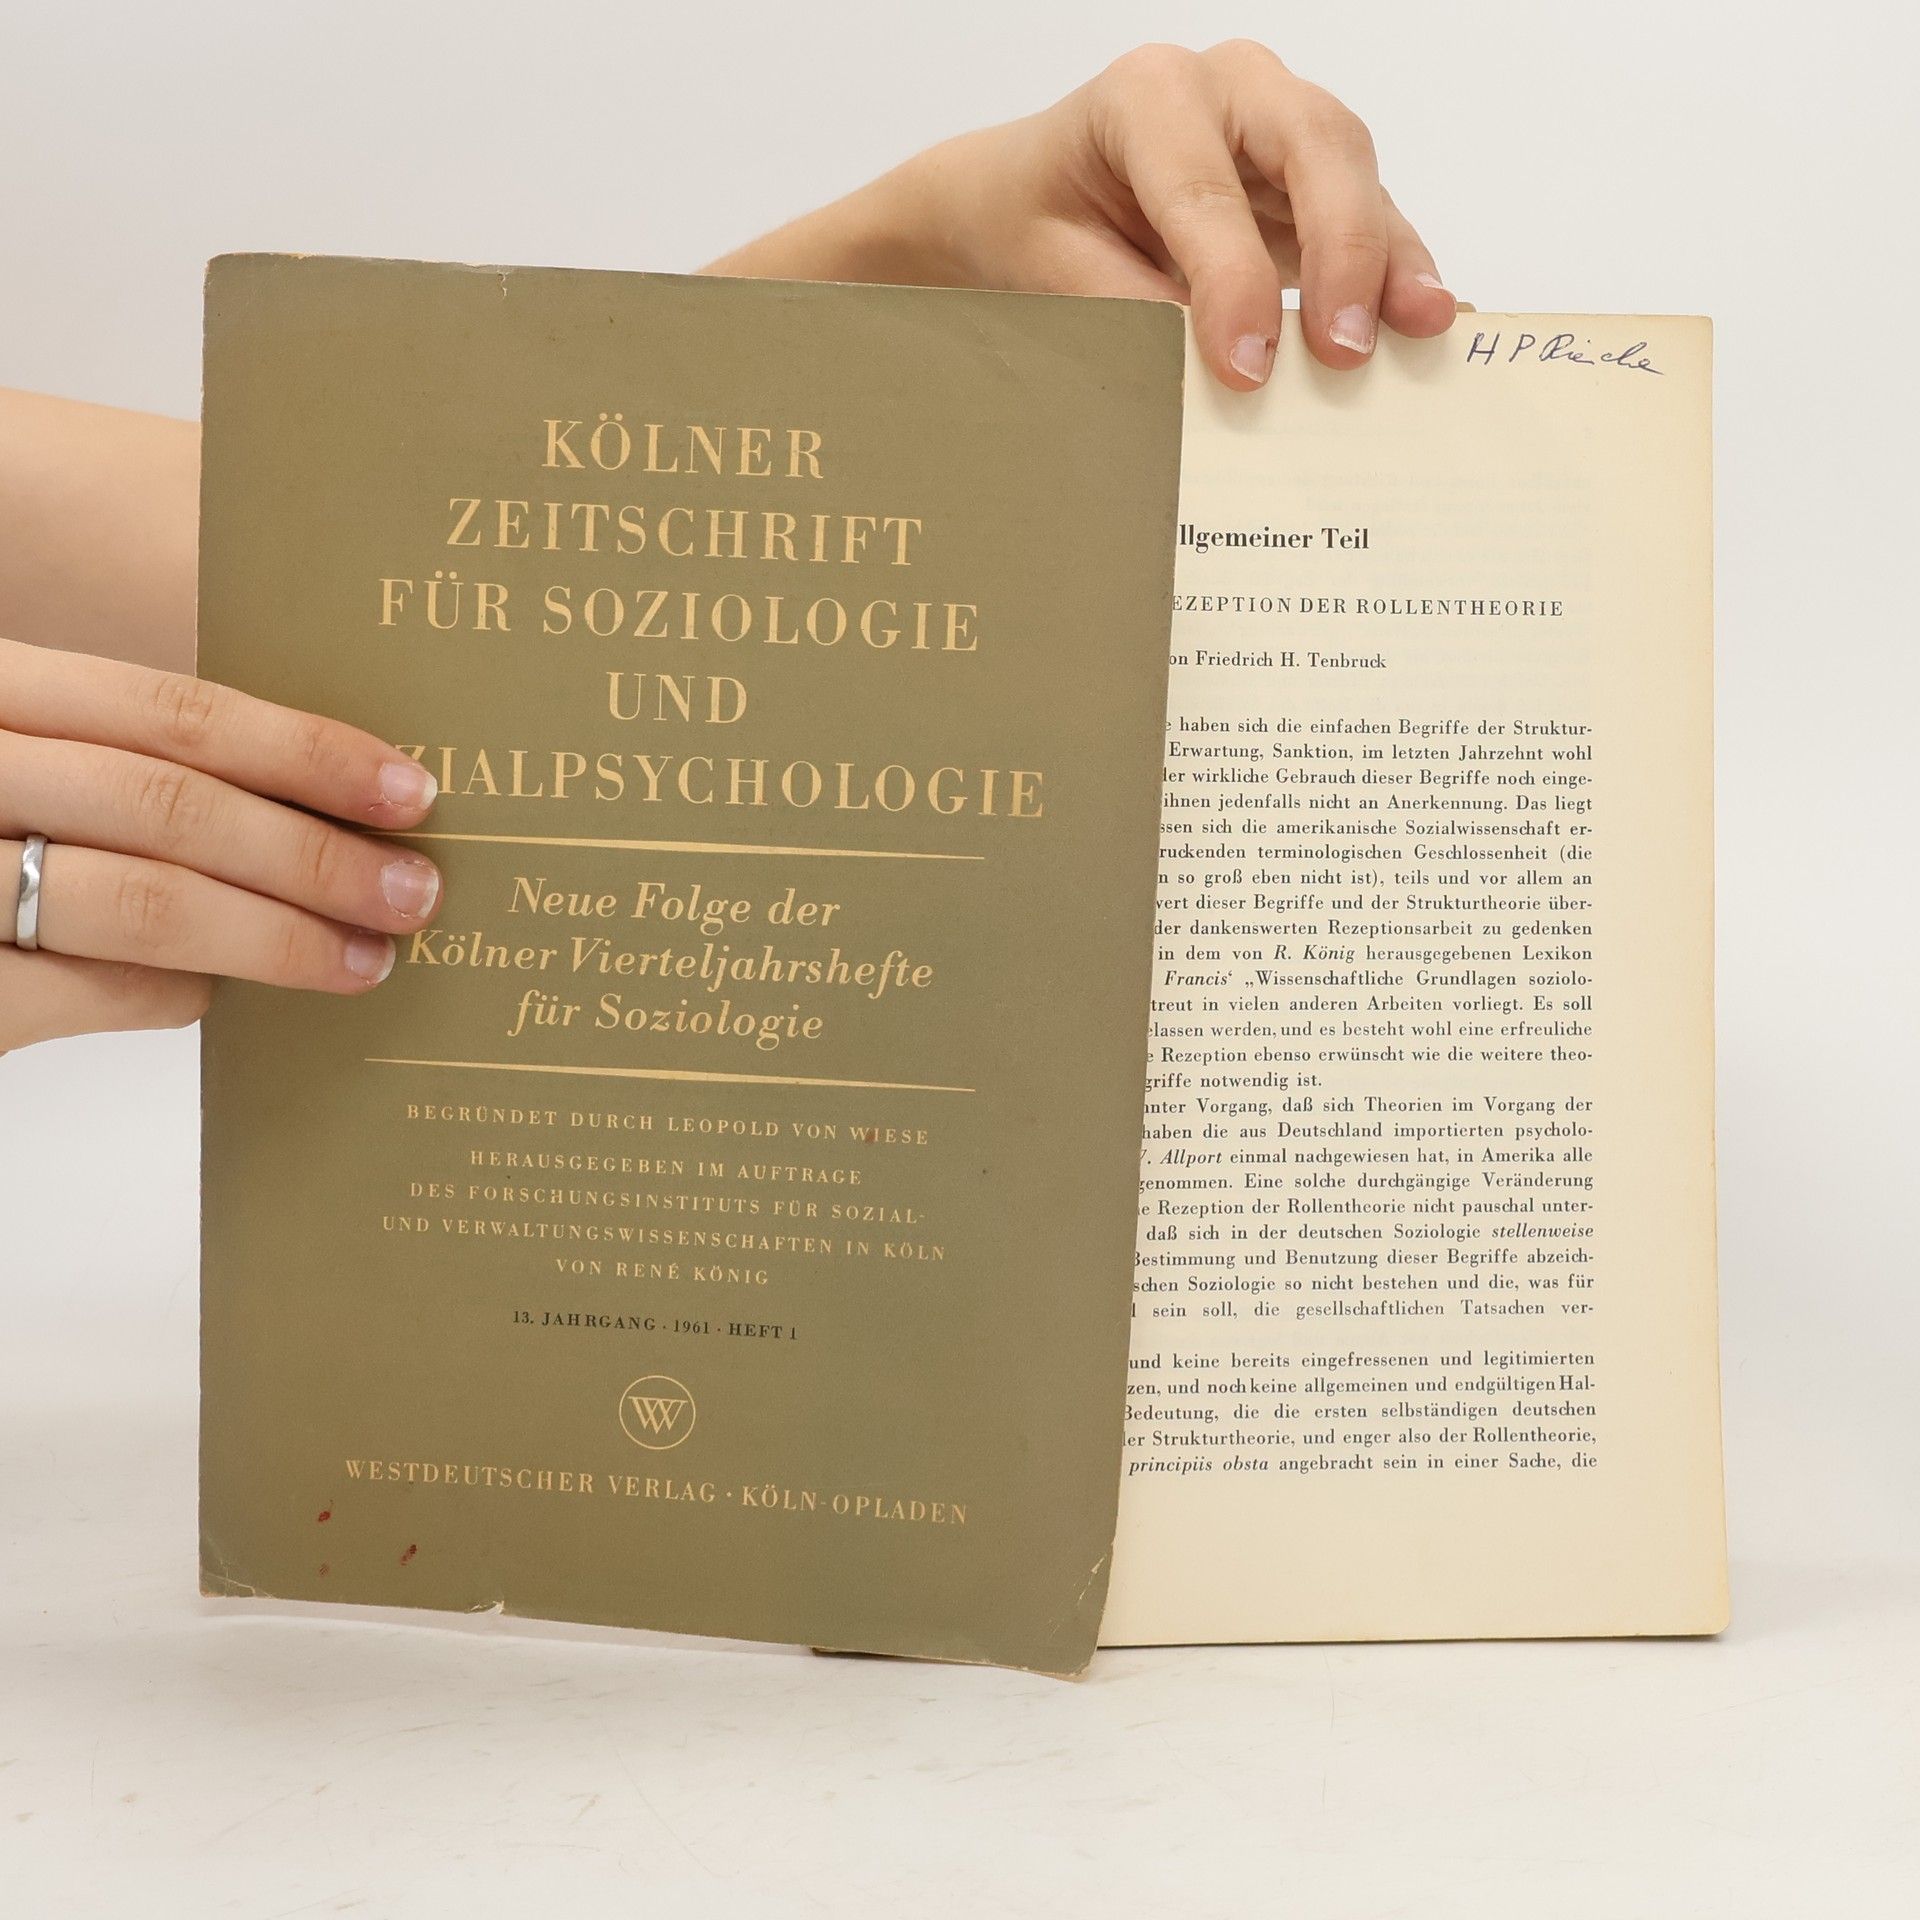 KÖLNER
ZEITSCHRIFT
FÜR SOZIOLOGIE
UND
ZIALPSYCHOLOGIE
Neue Folge der
Kölner Vierteljahrshefte
für Soziologie
BEGRÜNDET DURCH LEOPOLD VON WIESE
HERAUSGEGEBEN IM AUFTRAGE
DES FORSCHUNGSINSTITUTS FÜR SOZIAL-
UND VERWALTUNGSWISSENSCHAFTEN IN KÖLN
VON RENÉ KÖNIG
13. JAHRGANG · 1961 · HEFT 1
W
WESTDEUTSCHER VERLAG · KÖLN-OPLADEN
H P
llgemeiner Teil
EZEPTION DER ROLLENTHEORIE
on Friedrich H. Tenbruck
e haben sich die einfachen Begriffe der Struktur-
Erwartung, Sanktion, im letzten Jahrzehnt wohl
der wirkliche Gebrauch dieser Begriffe noch einge-
ihnen jedenfalls nicht an Anerkennung. Das liegt
ssen sich die amerikanische Sozialwissenschaft er-
ruckenden terminologischen Geschlossenheit (die
n so groß eben nicht ist), teils und vor allem an
wert dieser Begriffe und der Strukturtheorie über-
der dankenswerten Rezeptionsarbeit zu gedenken
in dem von R. König herausgegebenen Lexikon
Francis‘ „Wissenschaftliche Grundlagen soziolo-
treut in vielen anderen Arbeiten vorliegt. Es soll
elassen werden, und es besteht wohl eine erfreuliche
e Rezeption ebenso erwünscht wie die weitere theo-
griffe notwendig ist.
nnter Vorgang, daß sich Theorien im Vorgang der
haben die aus Deutschland importierten psycholo-
. Allport einmal nachgewiesen hat, in Amerika alle
genommen. Eine solche durchgängige Veränderung
e Rezeption der Rollentheorie nicht pauschal unter-
daß sich in der deutschen Soziologie stellenweise
Bestimmung und Benutzung dieser Begriffe abzeich-
schen Soziologie so nicht bestehen und die, was für
l sein soll, die gesellschaftlichen Tatsachen ver-
und keine bereits eingefressenen und legitimierten
zen, und noch keine allgemeinen und endgültigen Hal-
Bedeutung, die die ersten selbständigen deutschen
ler Strukturtheorie, und enger also der Rollentheorie,
principiis obsta angebracht sein in einer Sache, die